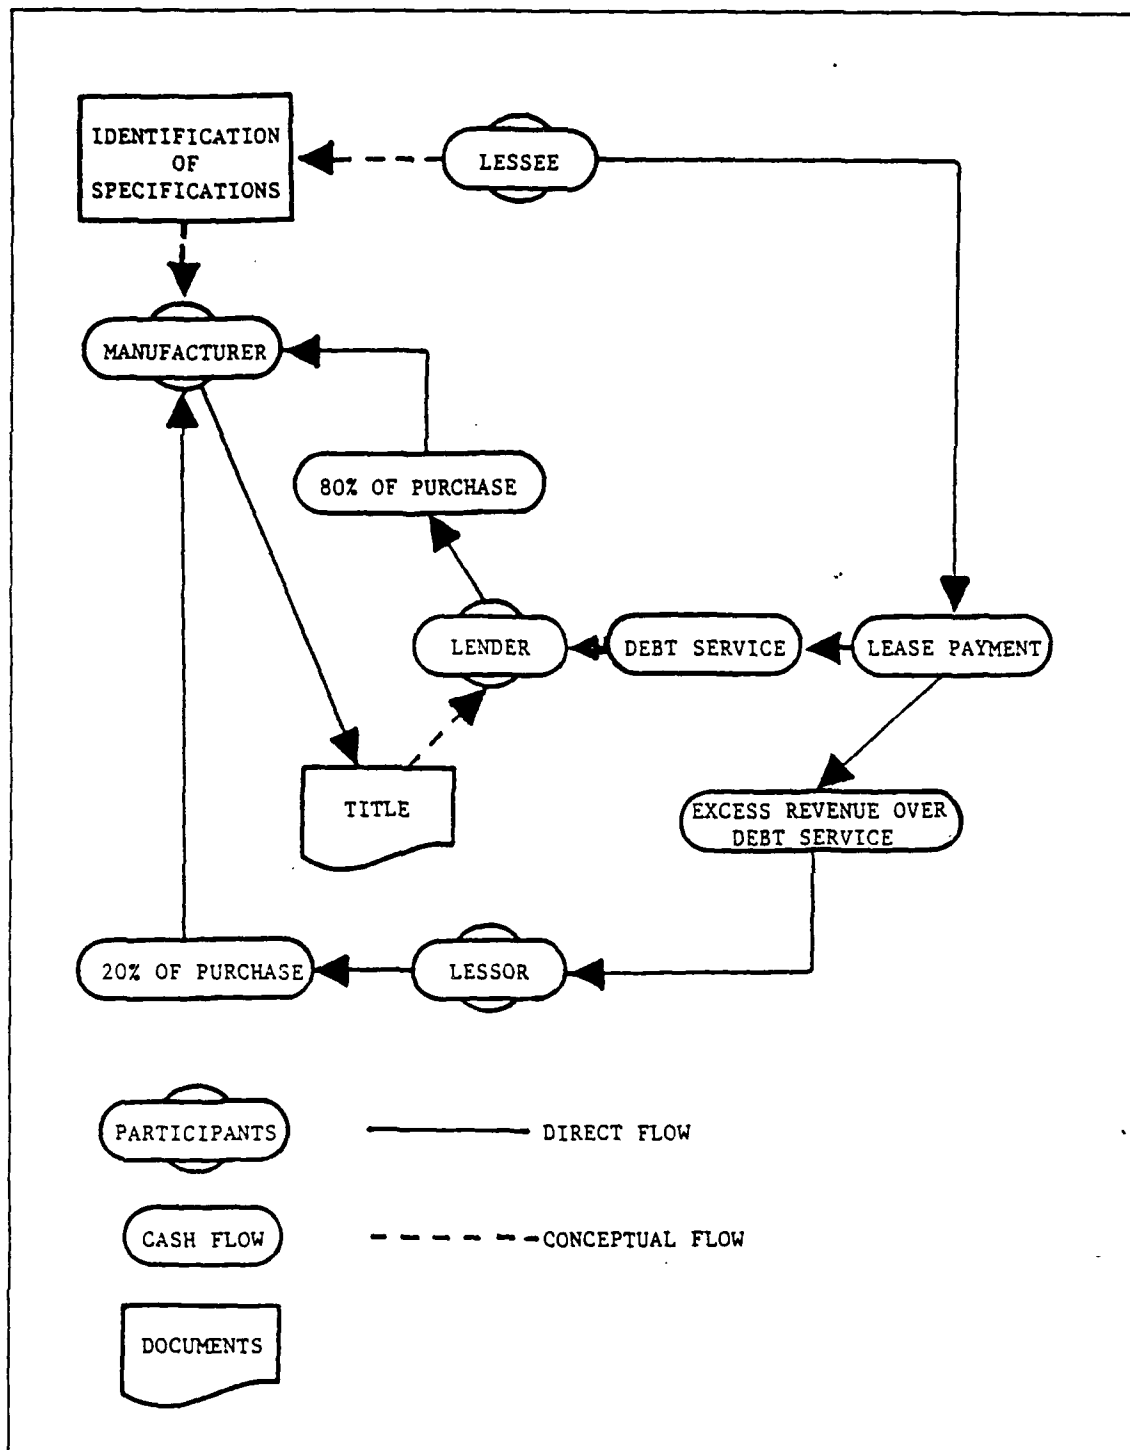 IDENTIFICATION
OF
SPECIFICATIONS
LESSEE
MANUFACTURER
80% OF PURCHASE
LENDER
DEBT SERVICE
LEASE PAYMENT
TITLE
EXCESS REVENUE OVER
DEBT SERVICE
20% OF PURCHASE
LESSOR
PARTICIPANTS
DIRECT FLOW
CASH FLOW
CONCEPTUAL FLOW
DOCUMENTS